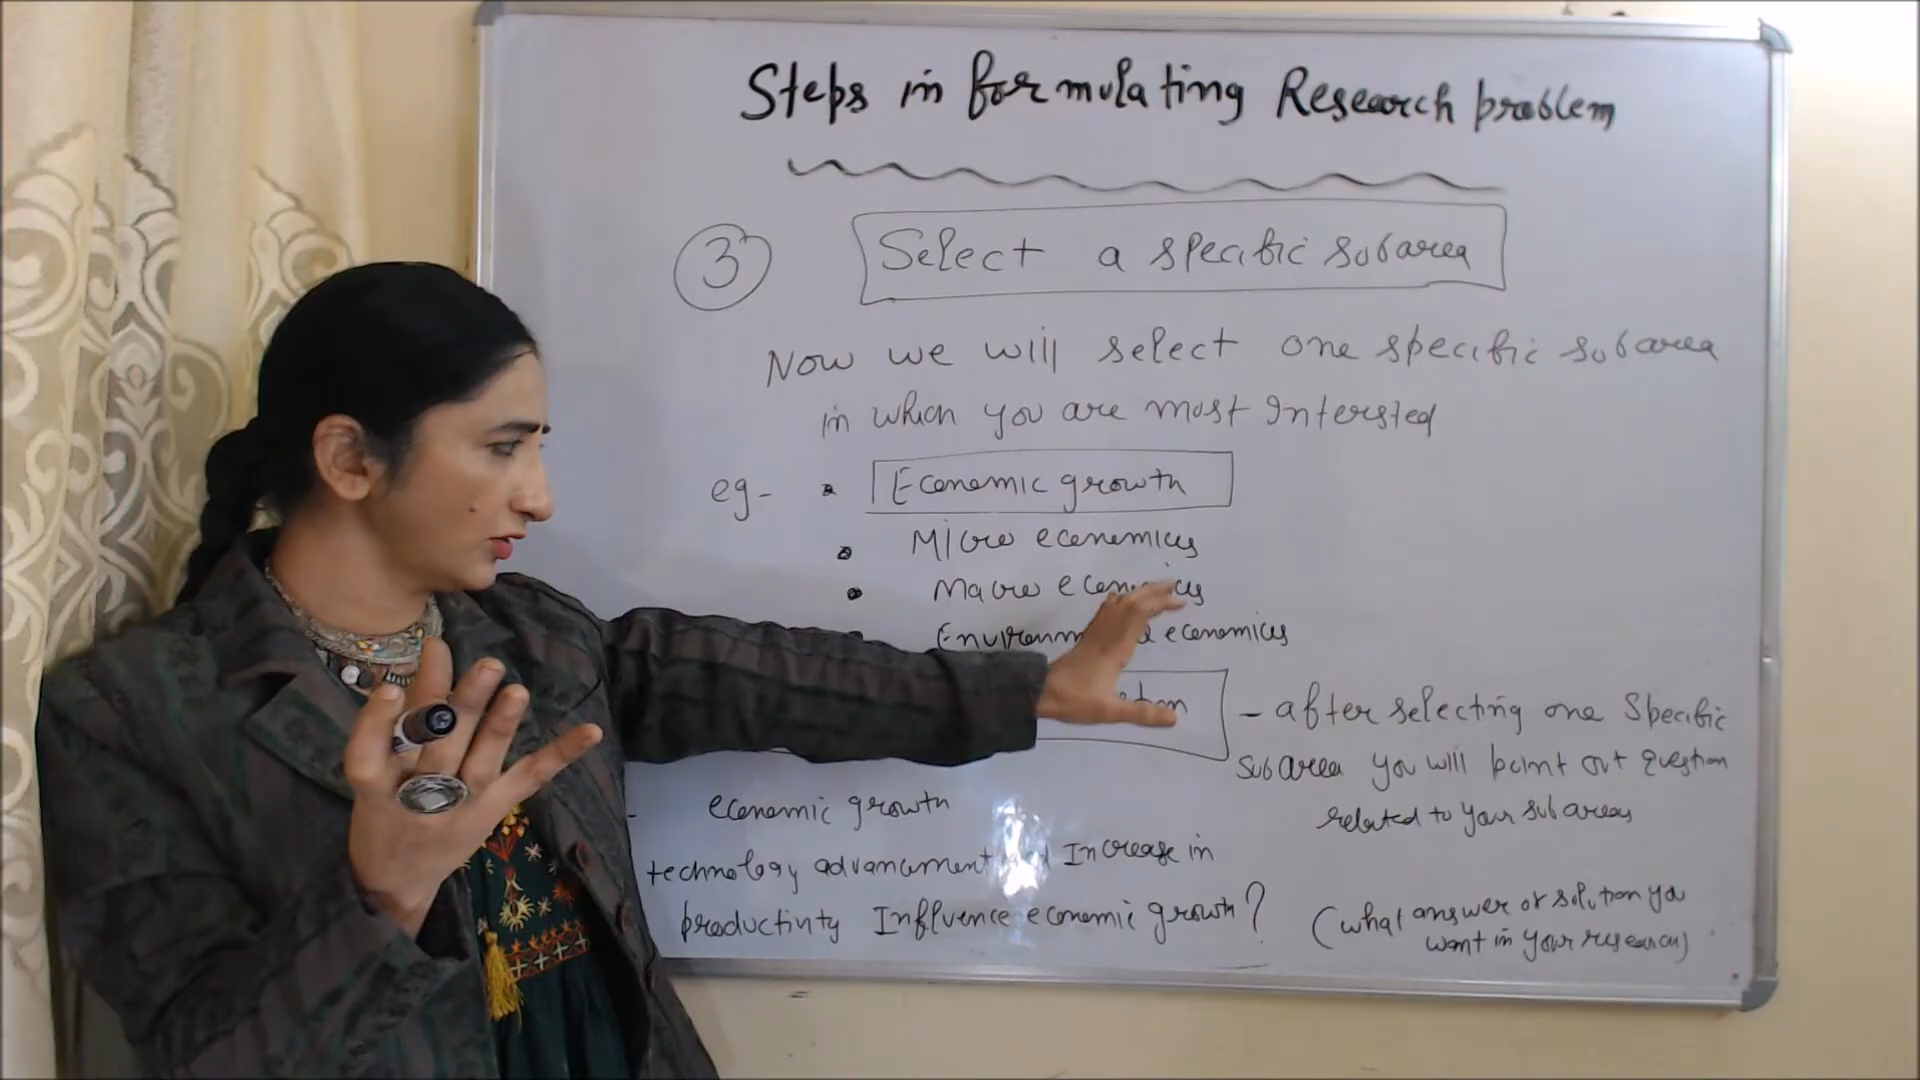 Steps in formulating Research problem
3 Select a specific subarea
Now we will select one specific subarea
in which you are most Intersted
eg- • Economic growth
• Micro economics
• Macro economics
economics
- after selecting one Specific
subarea you will point out question
related to your subareas
- economic growth
technology advancement Increase in
productivity Influence economic growth?
(what answer or solution you
want in your research)